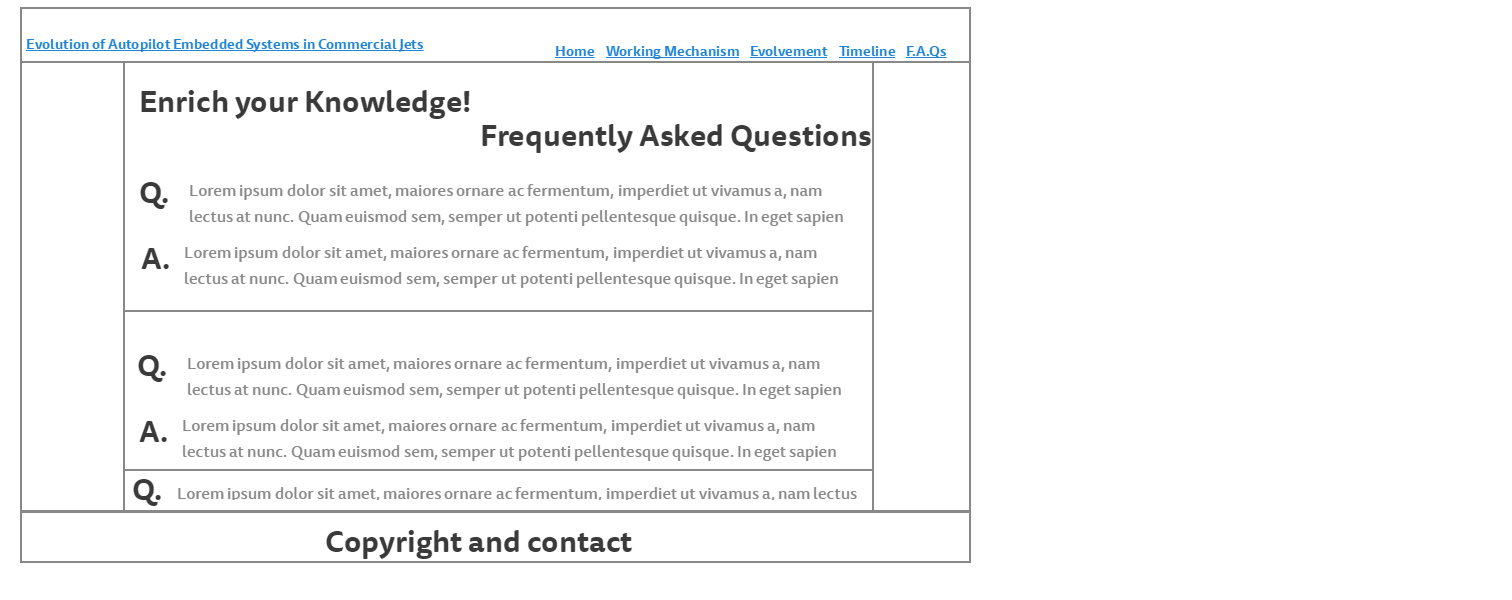 Evolution of Autopilot Embedded Systems in Commercial Jets
Home Working Mechanism Evolvement Timeline F.A.Qs
Enrich your Knowledge!
Frequently Asked Questions
Q. Lorem ipsum dolor sit amet, maiores ornare ac fermentum, imperdiet ut vivamus a, nam
lectus at nunc. Quam euismod sem, semper ut potenti pellentesque quisque. In eget sapien
A. Lorem ipsum dolor sit amet, maiores ornare ac fermentum, imperdiet ut vivamus a, nam
lectus at nunc. Quam euismod sem, semper ut potenti pellentesque quisque. In eget sapien
Q. Lorem ipsum dolor sit amet, maiores ornare ac fermentum, imperdiet ut vivamus a, nam
lectus at nunc. Quam euismod sem, semper ut potenti pellentesque quisque. In eget sapien
A. Lorem ipsum dolor sit amet, maiores ornare ac fermentum, imperdiet ut vivamus a, nam
lectus at nunc. Quam euismod sem, semper ut potenti pellentesque quisque. In eget sapien
Q. Lorem ipsum dolor sit amet, maiores ornare ac fermentum, imperdiet ut vivamus a, nam lectus
Copyright and contact